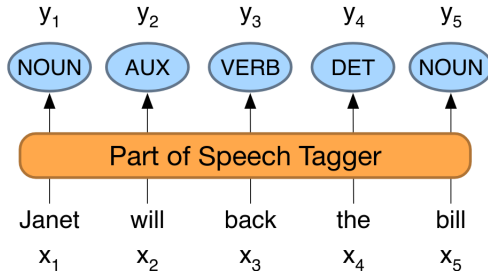 y1 y2 y3 y4 y5
NOUN AUX VERB DET NOUN
Part of Speech Tagger
Janet will back the bill
x1 x2 x3 x4 x5